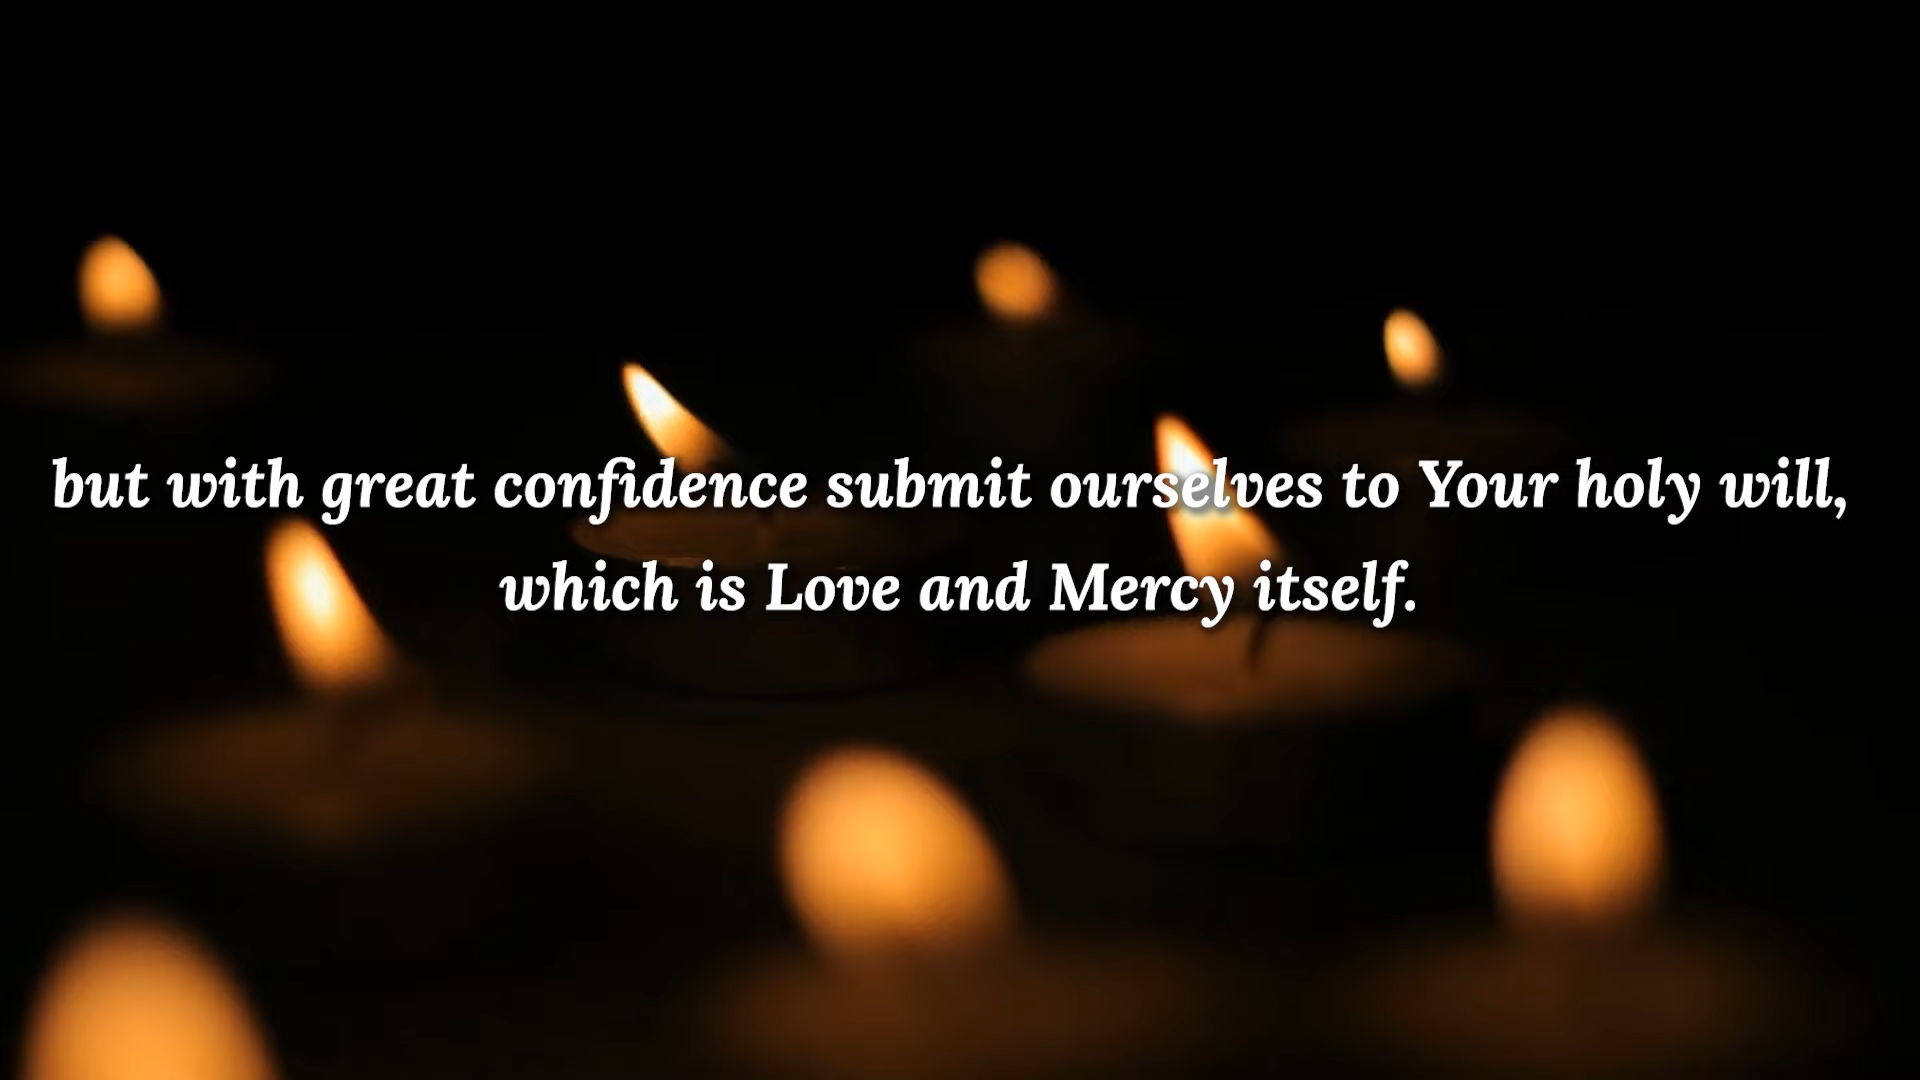 but with great confidence submit ourselves to Your holy will,
which is Love and Mercy itself.